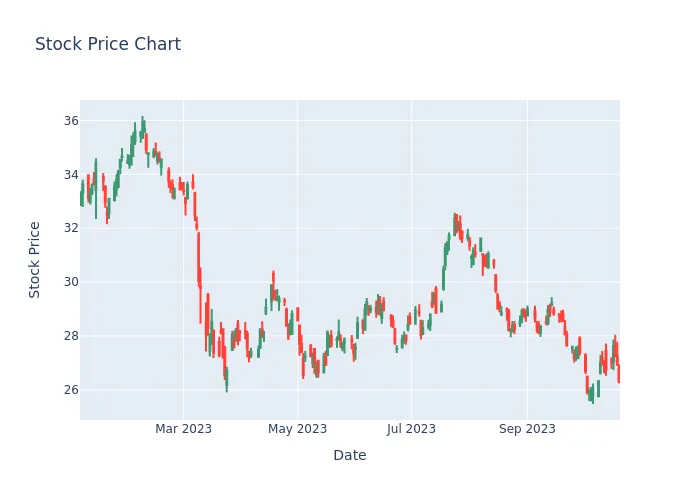 Stock Price Chart
Stock Price
36
34
32
30
28
26
Mar 2023
May 2023
Jul 2023
Sep 2023
Date